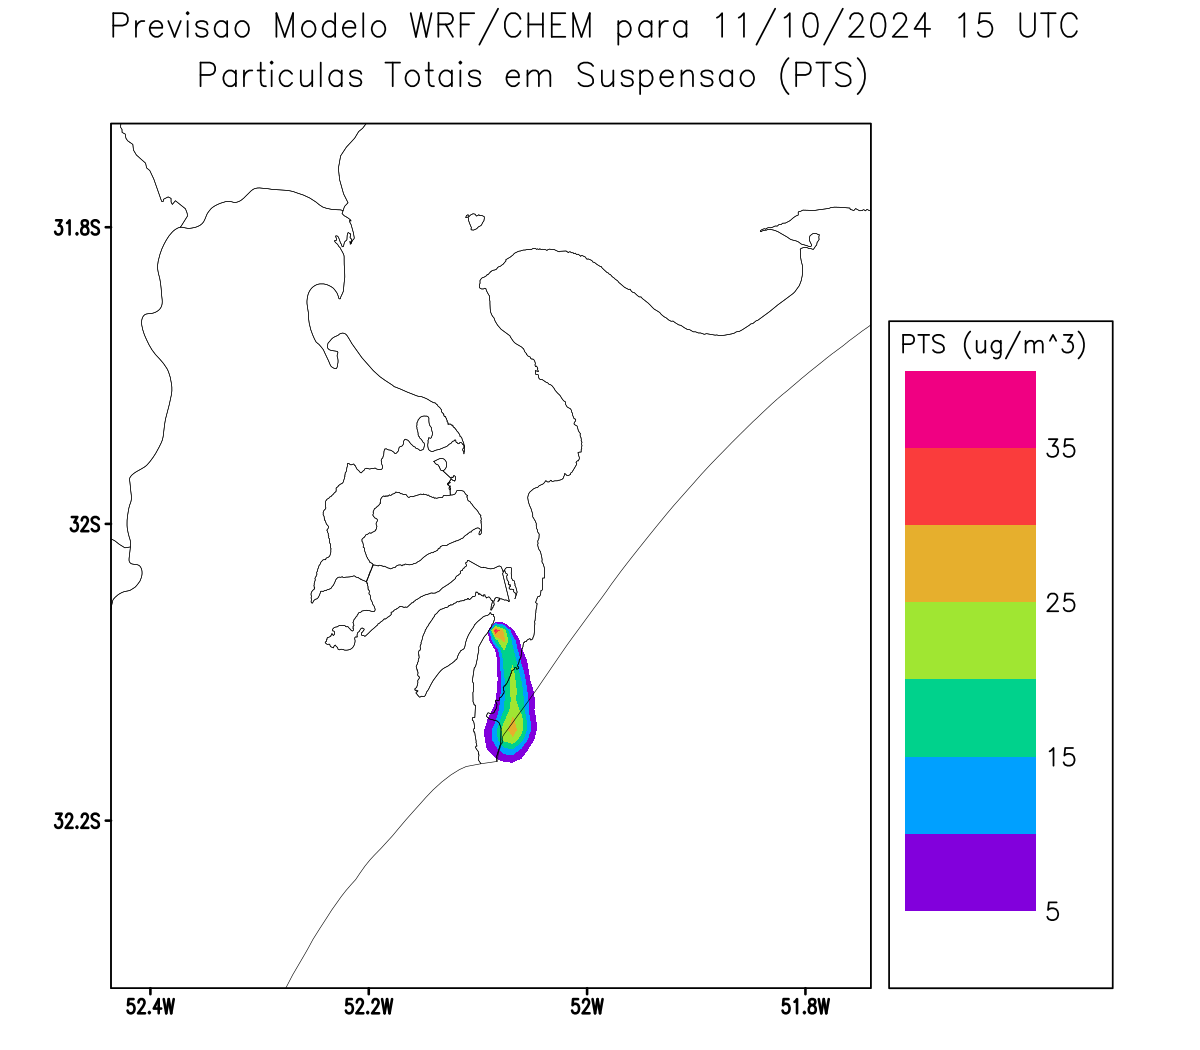 Previsao Modelo WRF/CHEM para 11/10/2024 15 UTC
Particulas Totais em Suspensao (PTS)
31.8S
32S
32.2S
52.4W
52.2W
52W
51.8W
PTS (ug/m^3)
35
25
15
5